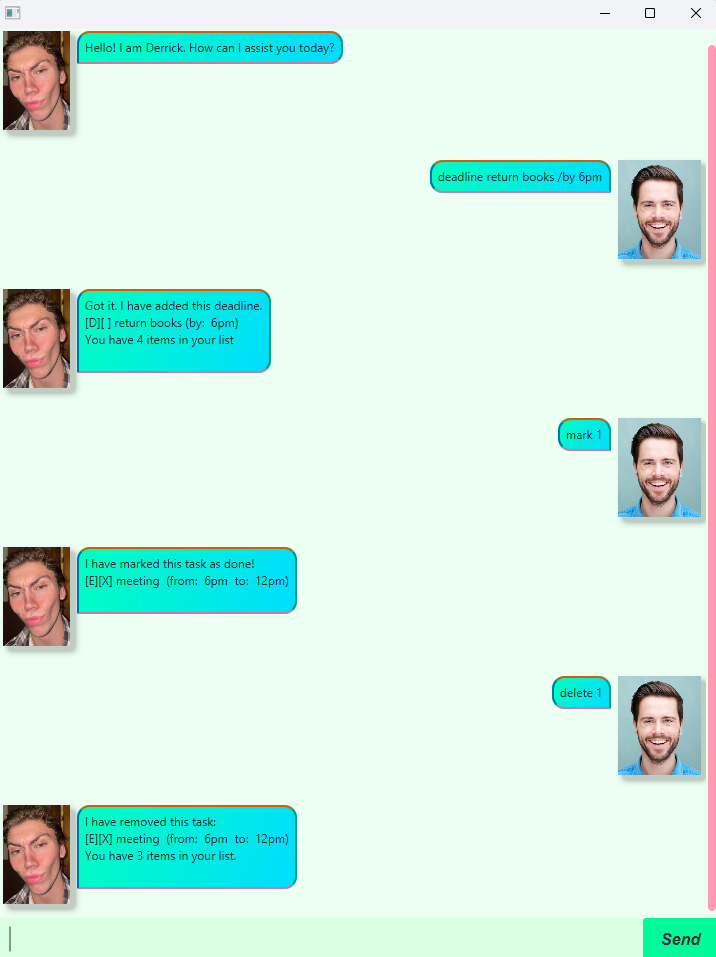 Hello! I am Derrick. How can I assist you today?
deadline return books /by 6pm
Got it. I have added this deadline.
[D][ ] return books (by:  6pm)
You have 4 items in your list
mark 1
I have marked this task as done!
[E][X] meeting  (from:  6pm  to:  12pm)
delete 1
I have removed this task:
[E][X] meeting  (from:  6pm  to:  12pm)
You have 3 items in your list.
Send